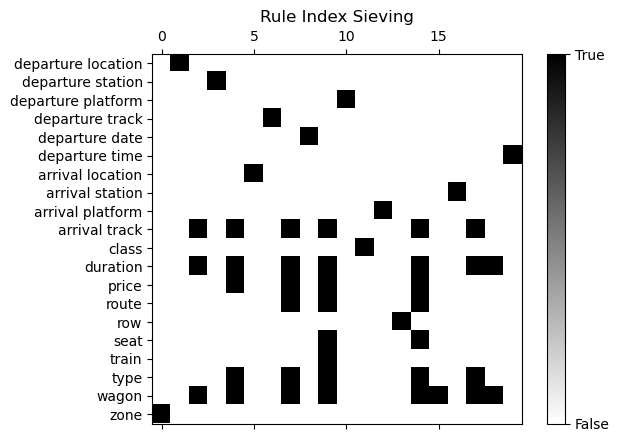 Rule Index Sieving
0 5 10 15
departure location
departure station
departure platform
departure track
departure date
departure time
arrival location
arrival station
arrival platform
arrival track
class
duration
price
route
row
seat
train
type
wagon
zone
True
False